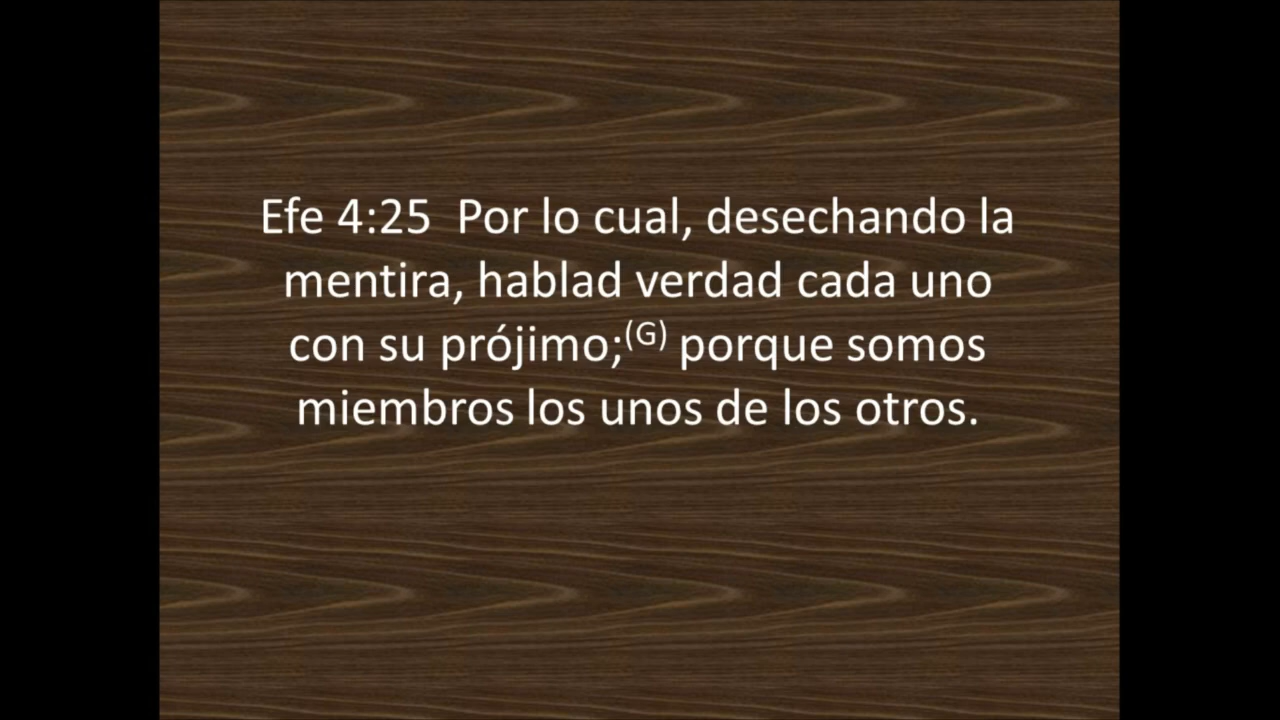 Efe 4:25  Por lo cual, desechando la
mentira, hablad verdad cada uno
con su prójimo;(G) porque somos
miembros los unos de los otros.